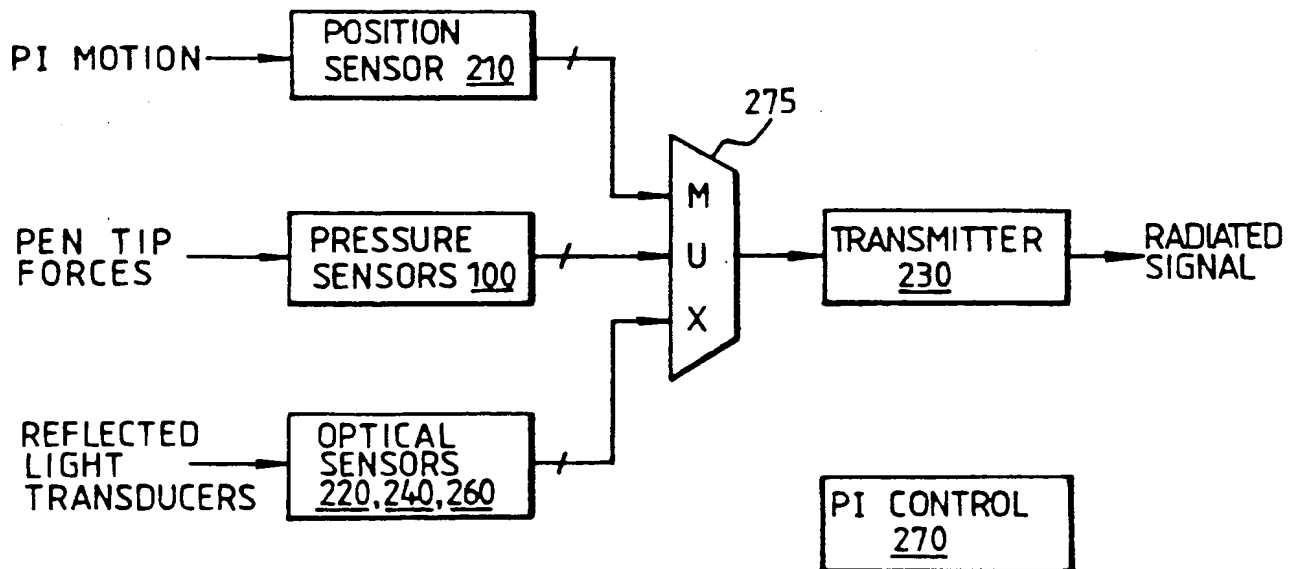 PI MOTION
POSITION
SENSOR 210
275
PEN TIP
FORCES
PRESSURE
SENSORS 100
M
U
X
TRANSMITTER
230
RADIATED
SIGNAL
REFLECTED
LIGHT
TRANSDUCERS
OPTICAL
SENSORS
220, 240, 260
PI CONTROL
270